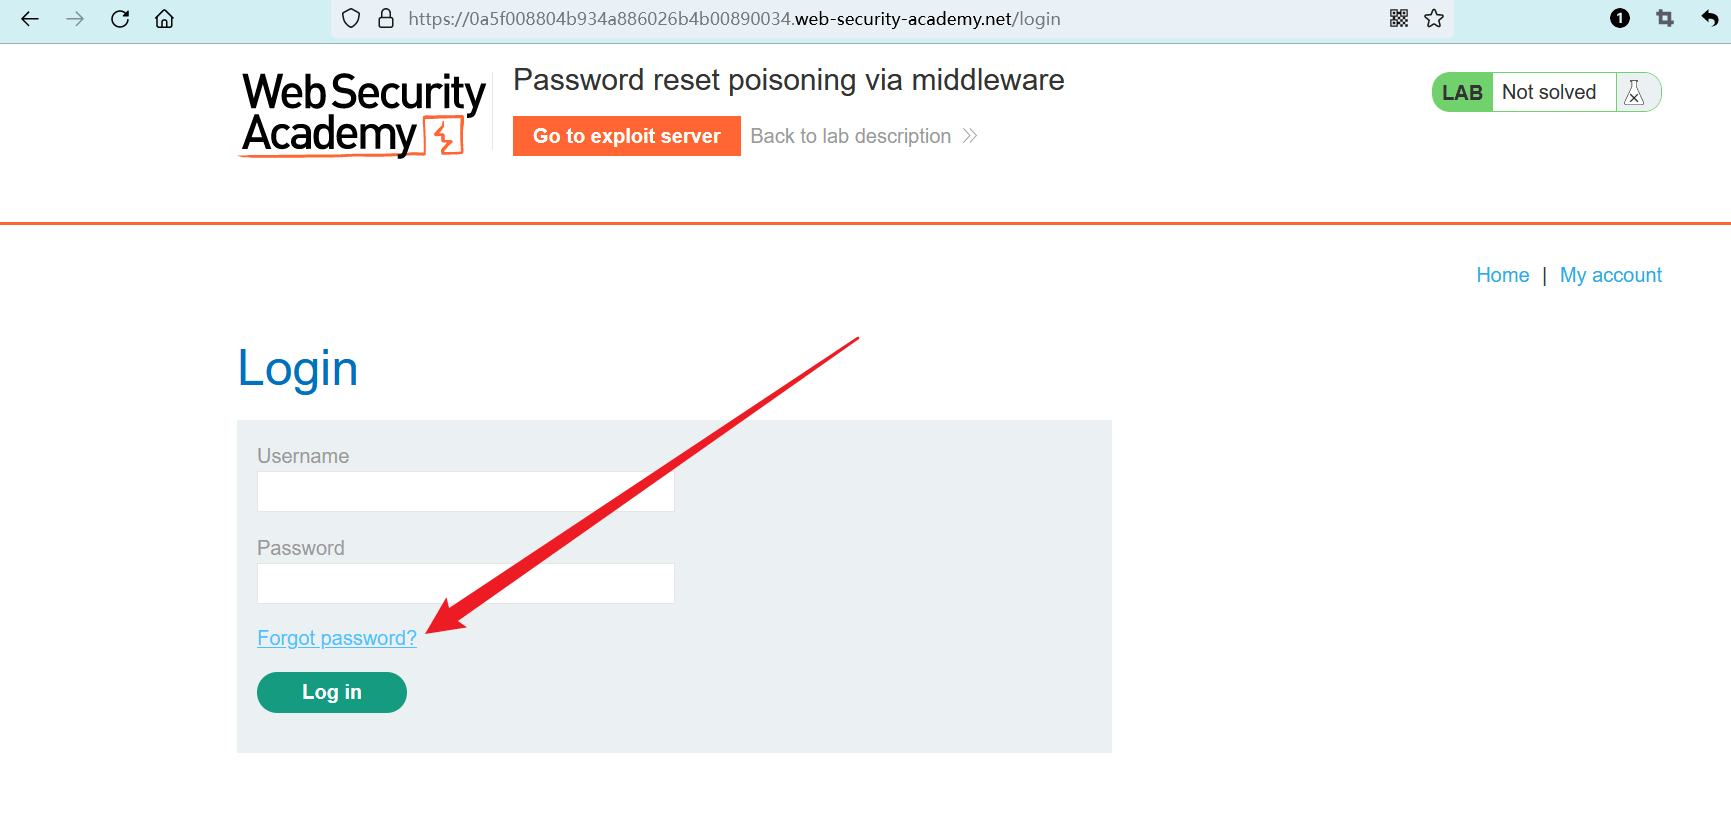 https://0a5f008804b934a886026b4b00890034.web-security-academy.net/login
1
Web Security
Academy
Password reset poisoning via middleware
Go to exploit server
Back to lab description
LAB Not solved
Home | My account
Login
Username
Password
Forgot password?
Log in